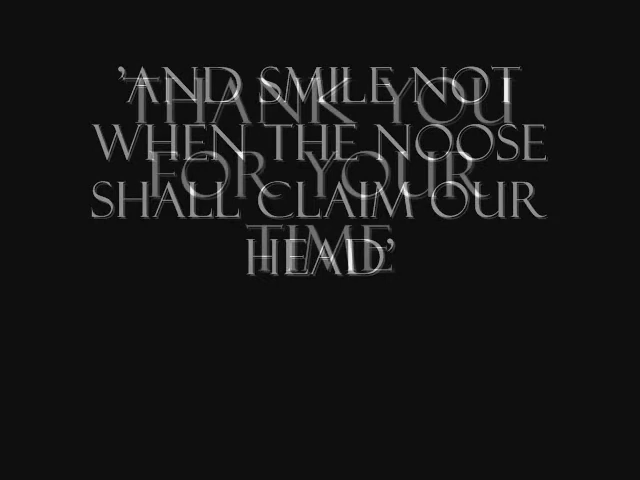 'AND SMILE NOT
WHEN THE NOOSE
SHALL CLAIM OUR
HEAD'
THANK YOU
FOR YOUR
TIME